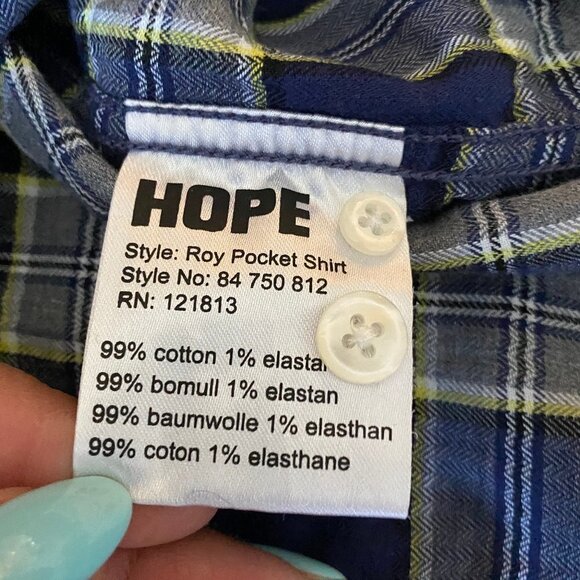 HOPE
Style: Roy Pocket Shirt
Style No: 84 750 812
RN: 121813
99% cotton 1%
99% bomull 1% elastan
99% baumwolle 1% elasthan
99% coton 1% elasthane